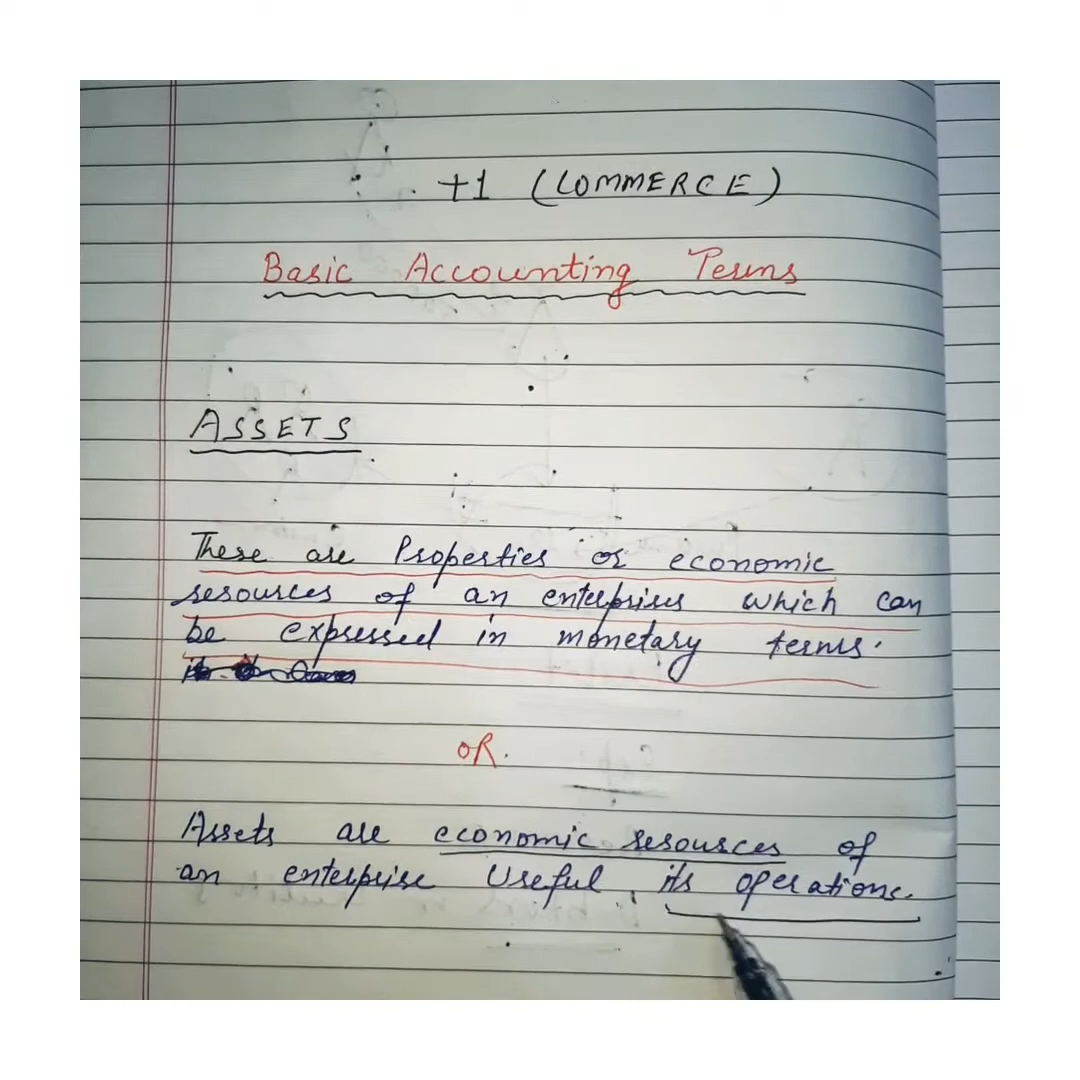 +1 (COMMERCE)
Basic Accounting Terms
ASSETS
These are Properties or economic
resources of an enterprises which can
be expressed in monetary terms.
OR.
Assets are economic resources of
an enterprise Useful, its operations.